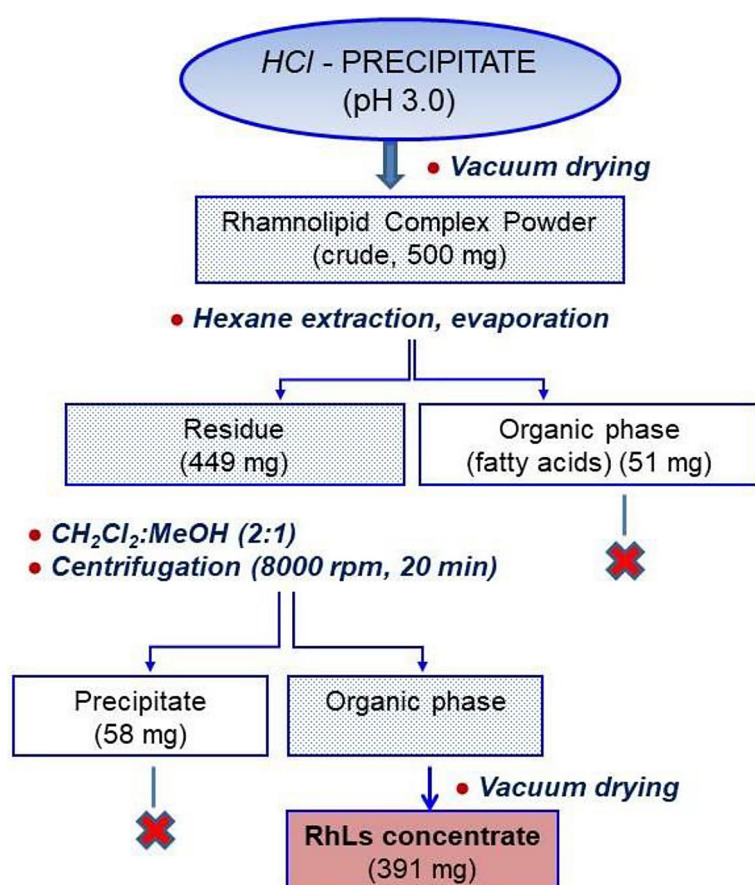 HCl - PRECIPITATE
(pH 3.0)
• Vacuum drying
Rhamnolipid Complex Powder
(crude, 500 mg)
• Hexane extraction, evaporation
Residue
(449 mg)
Organic phase
(fatty acids) (51 mg)
• CH₂Cl₂:MeOH (2:1)
• Centrifugation (8000 rpm, 20 min)
Precipitate
(58 mg)
Organic phase
• Vacuum drying
RhLs concentrate
(391 mg)